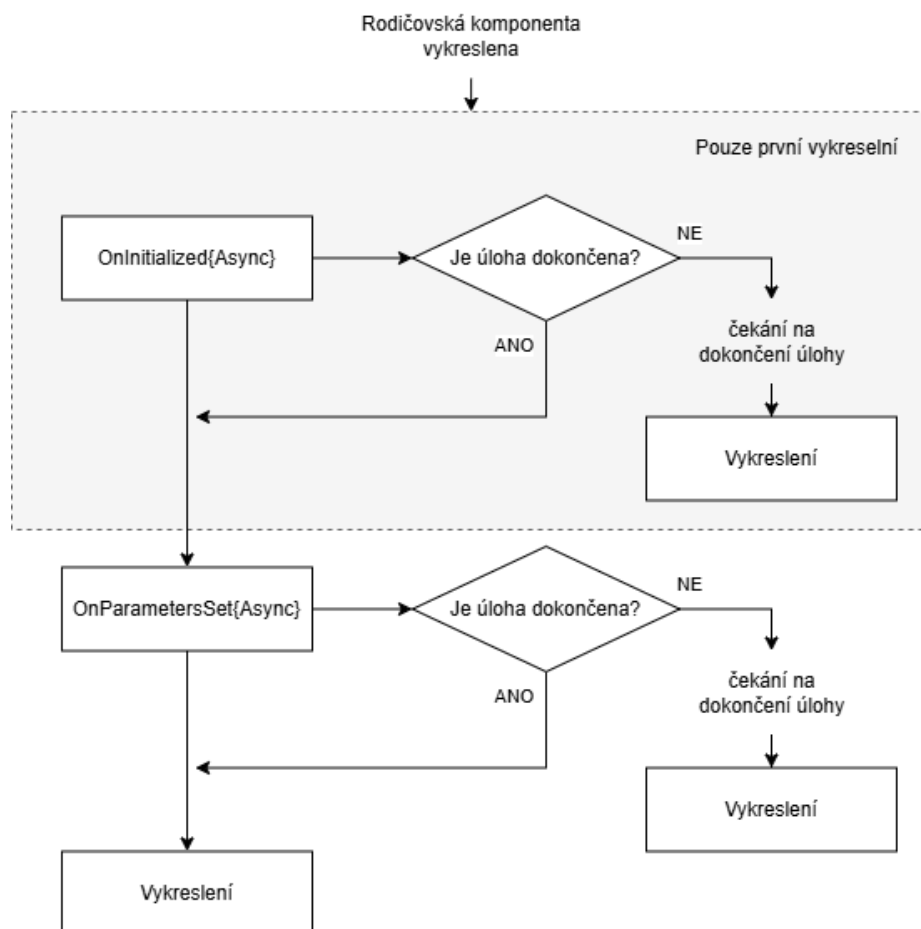 Rodičovská komponenta
vykreslena
Pouze první vykreselní
OnInitialized{Async}
Je úloha dokončena?
NE
ANO
čekání na
dokončení úlohy
Vykreslení
OnParametersSet{Async}
Je úloha dokončena?
NE
ANO
čekání na
dokončení úlohy
Vykreslení
Vykreslení